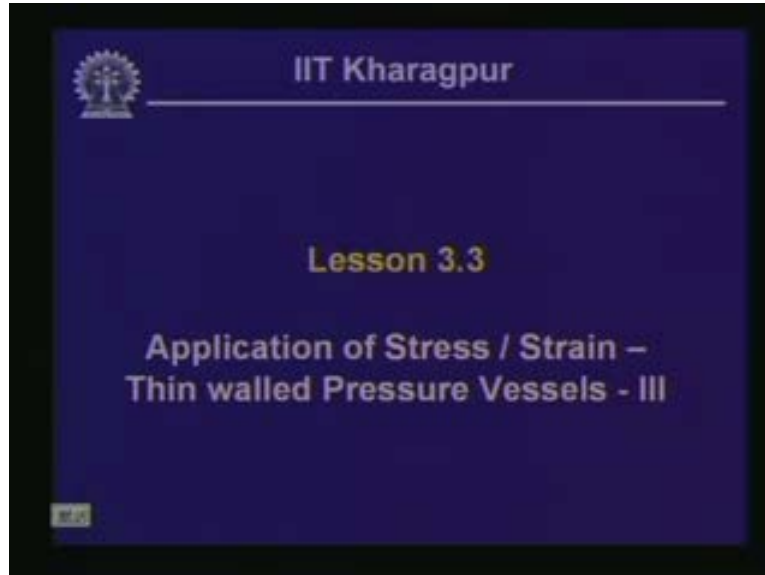 IIT Kharagpur
Lesson 3.3
Application of Stress / Strain –
Thin walled Pressure Vessels - III